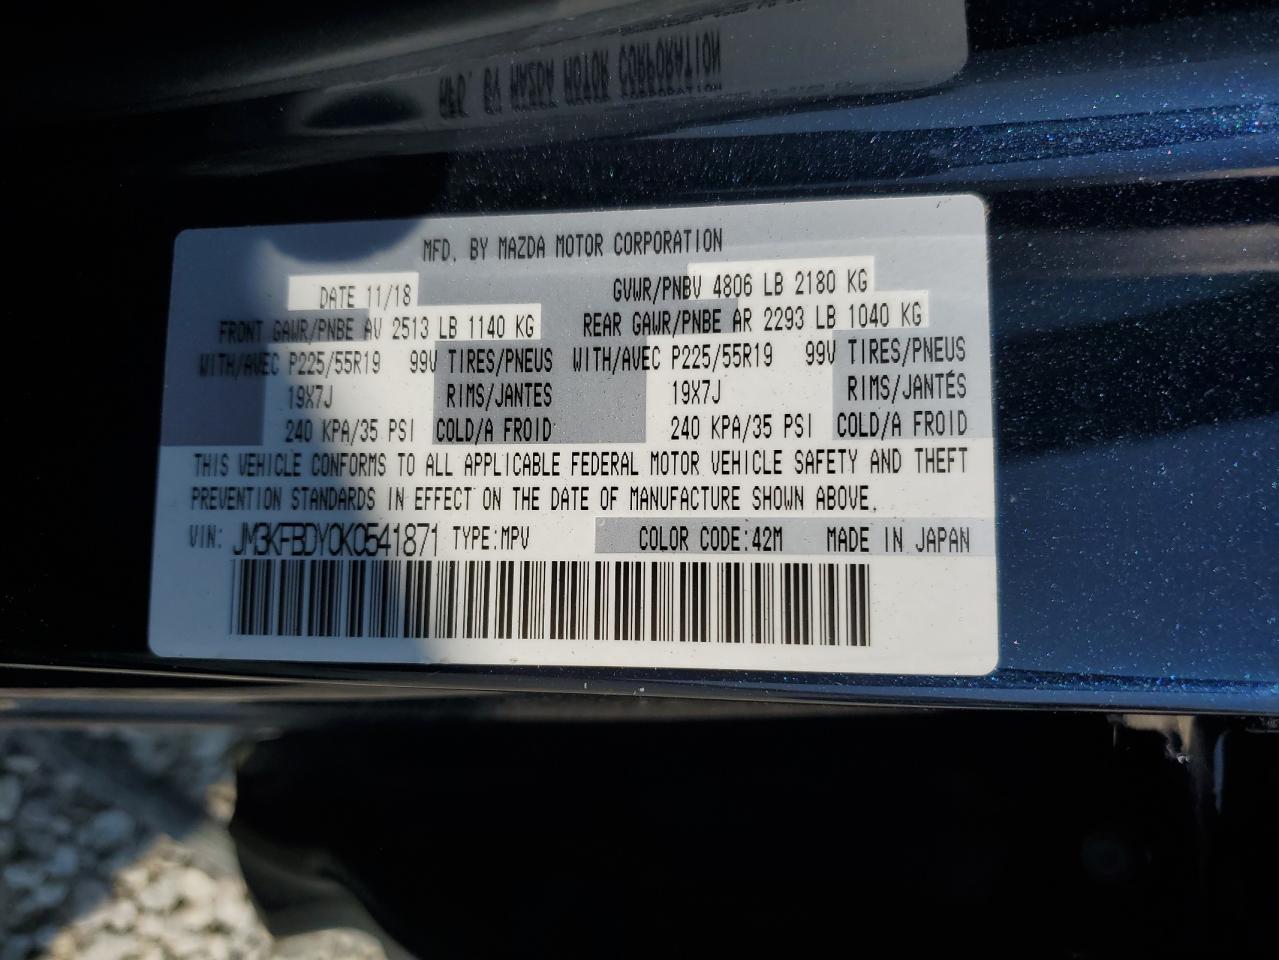 MFD. BY MAZDA MOTOR CORPORATION
DATE 11/18 GVWR/PNBV 4806 LB 2180 KG
FRONT GAWR/PNBE AV 2513 LB 1140 KG REAR GAWR/PNBE AR 2293 LB 1040 KG
WITH/AVEC P225/55R19 99V TIRES/PNEUS WITH/AVEC P225/55R19 99V TIRES/PNEUS
19X7J RIMS/JANTES 19X7J RIMS/JANTES
240 KPA/35 PSI COLD/A FROID 240 KPA/35 PSI COLD/A FROID
THIS VEHICLE CONFORMS TO ALL APPLICABLE FEDERAL MOTOR VEHICLE SAFETY AND THEFT
PREVENTION STANDARDS IN EFFECT ON THE DATE OF MANUFACTURE SHOWN ABOVE.
VIN: JM3KFBDY0K0541871 TYPE:MPV COLOR CODE:42M MADE IN JAPAN